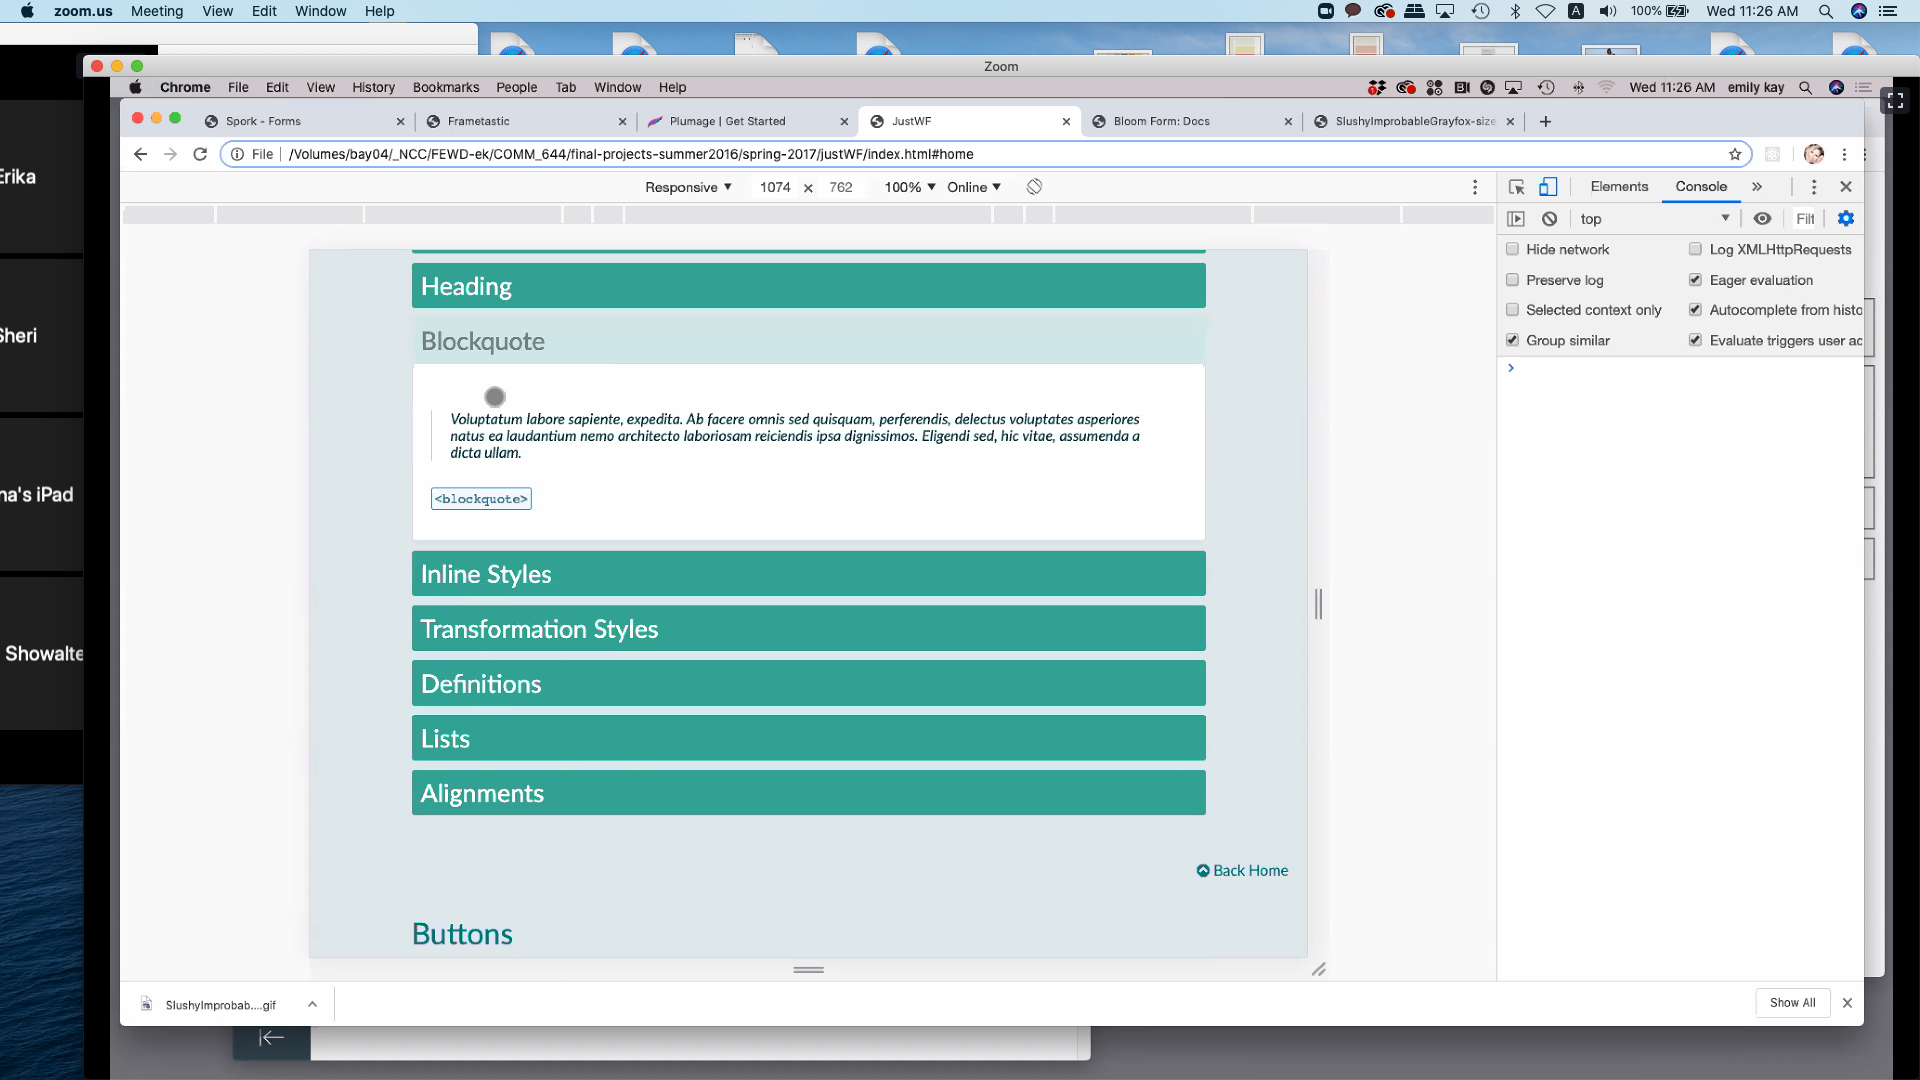 zoom.us Meeting View Edit Window Help
100% Wed 11:26 AM
Zoom
Chrome File Edit View History Bookmarks People Tab Window Help
Wed 11:26 AM emily kay
Spork - Forms
Frametastic
Plumage | Get Started
JustWF
Bloom Form: Docs
SlushyImprobableGrayfox-size
File
/Volumes/bay04/_NCC/FEWD-ek/COMM_644/final-projects-summer2016/spring-2017/justWF/index.html#home
Responsive 1074 × 762 100% Online
Elements Console
top
Filt
Hide network
Log XMLHttpRequests
Preserve log
Eager evaluation
Selected context only
Autocomplete from histo
Group similar
Evaluate triggers user ac
Erika
Sheri
na's iPad
Showalte
Heading
Blockquote
Voluptatum labore sapiente, expedita. Ab facere omnis sed quisquam, perferendis, delectus voluptates asperiores
natus ea laudantium nemo architecto laboriosam reiciendis ipsa dignissimos. Eligendi sed, hic vitae, assumenda a
dicta ullam.
<blockquote>
Inline Styles
Transformation Styles
Definitions
Lists
Alignments
Back Home
Buttons
SlushyImprobab....gif
Show All